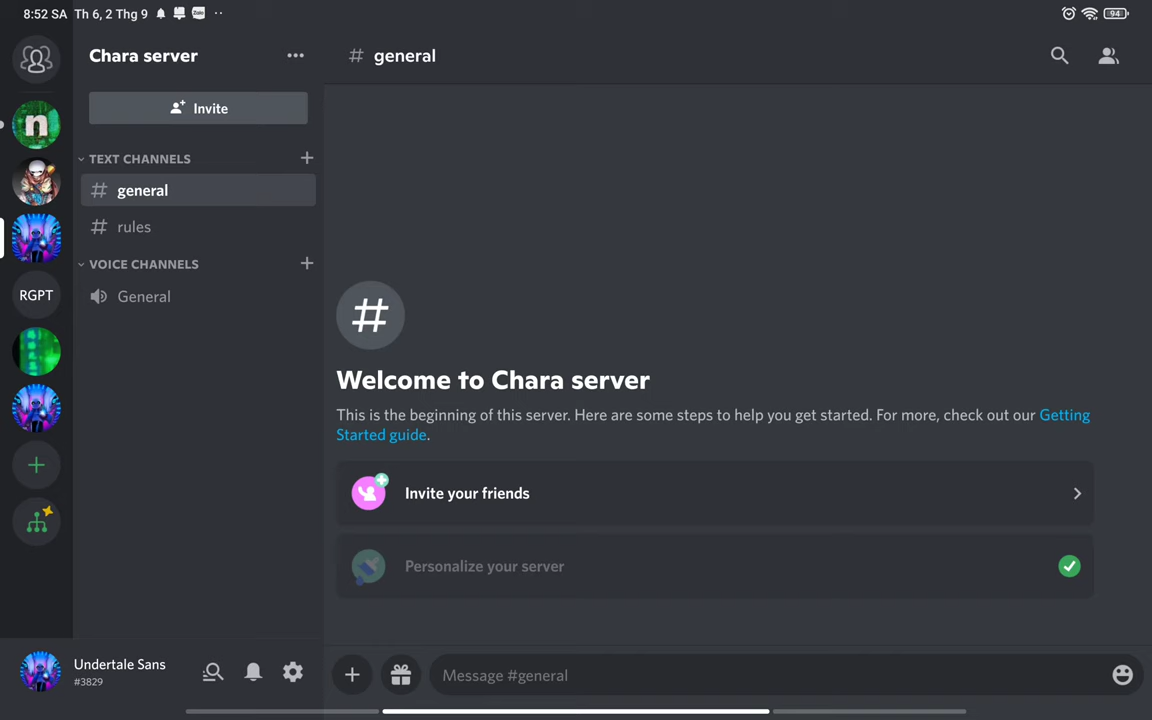 8:52 SA Th 6, 2 Thg 9
Zalo
94
Chara server
general
Invite
TEXT CHANNELS
general
rules
VOICE CHANNELS
General
n
RGPT
Welcome to Chara server
This is the beginning of this server. Here are some steps to help you get started. For more, check out our Getting
Started guide.
Invite your friends
Personalize your server
Undertale Sans
#3829
Message #general